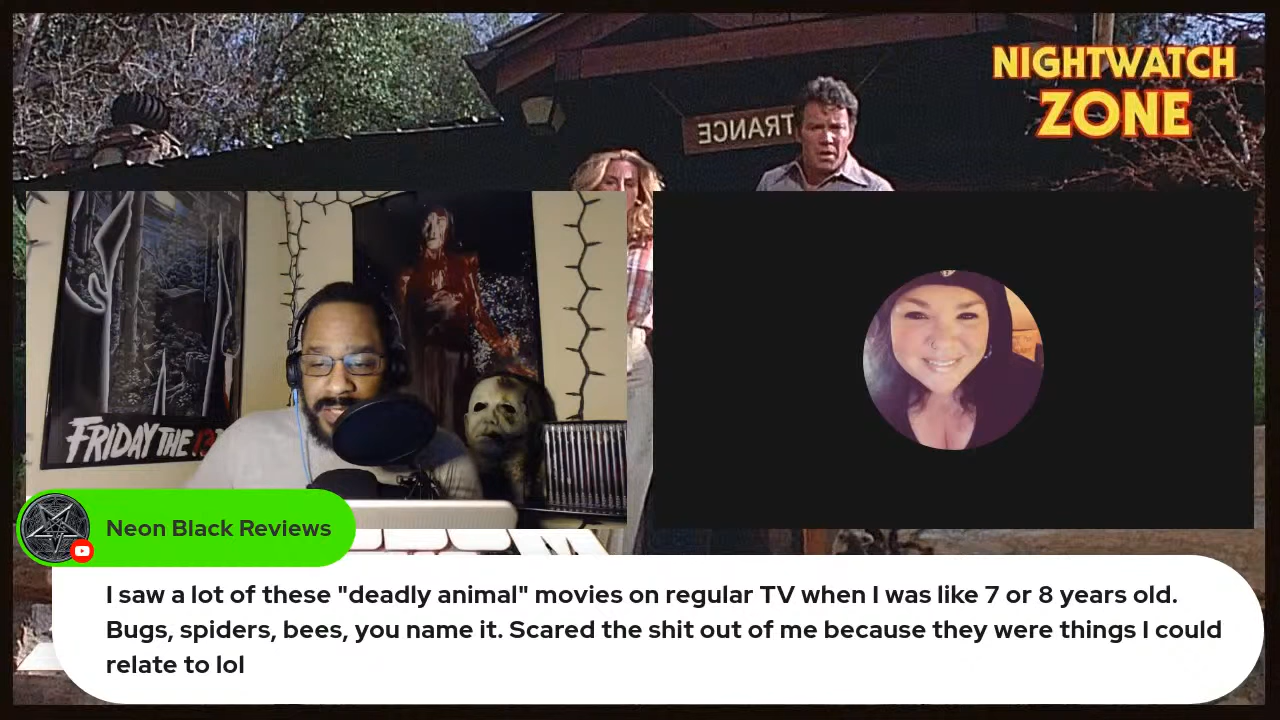 NIGHTWATCH
ZONE
ENTRANCE
FRIDAY THE 13
Neon Black Reviews
I saw a lot of these "deadly animal" movies on regular TV when I was like 7 or 8 years old.
Bugs, spiders, bees, you name it. Scared the shit out of me because they were things I could
relate to lol